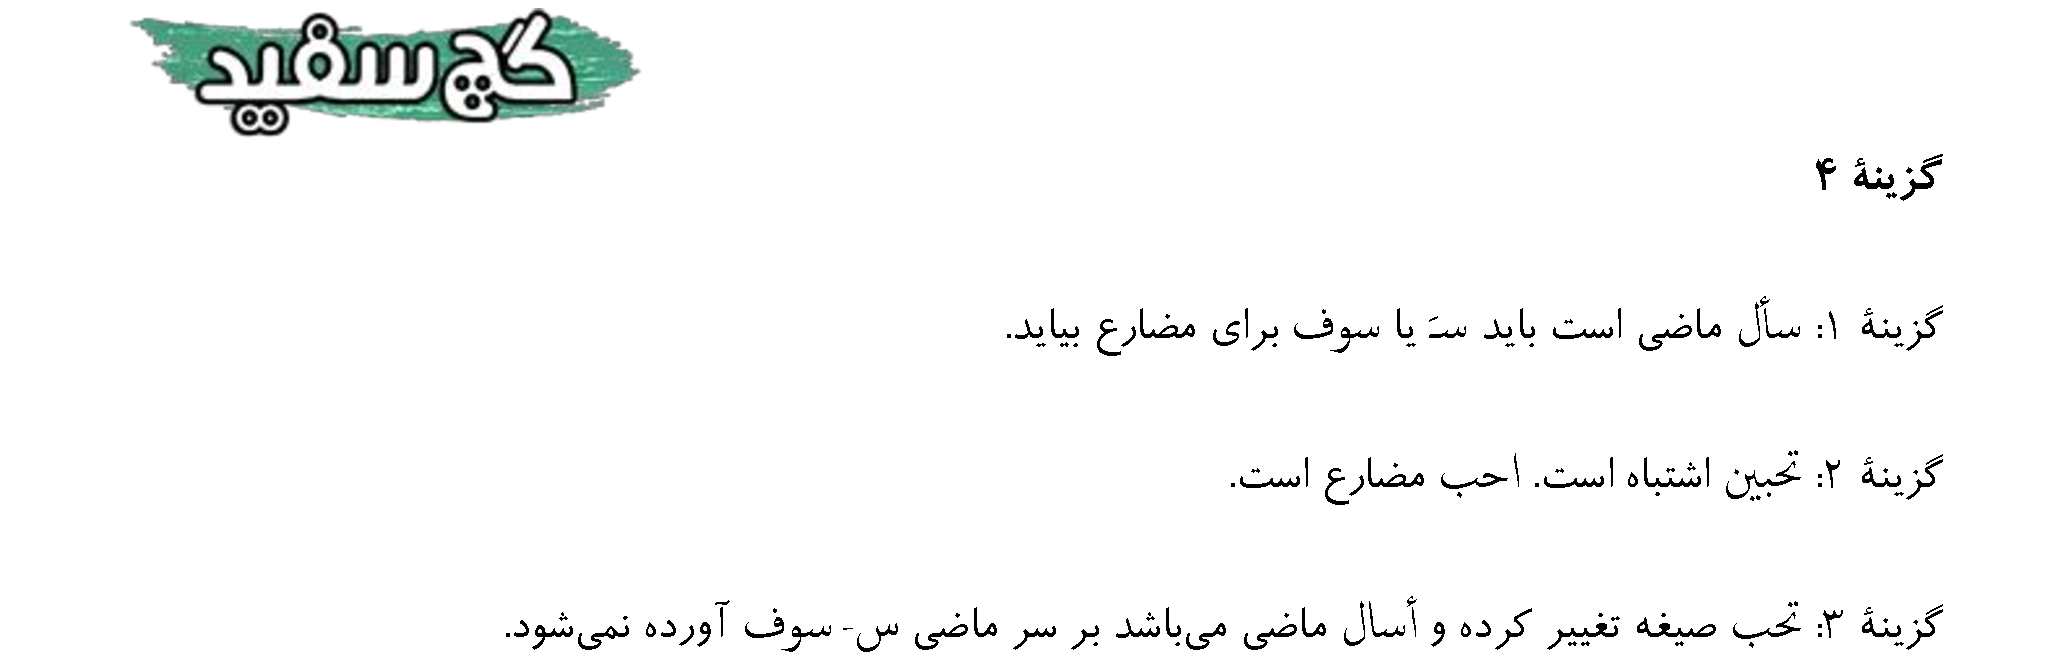 گچ سفید
گزینهٔ ۴
گزینهٔ ۱: سأل ماضی است باید سـَ یا سوف برای مضارع بیاید.
گزینهٔ ۲: تحبین اشتباه است. احب مضارع است.
گزینهٔ ۳: تحب صیغه تغییر کرده و أسال ماضی می‌باشد بر سر ماضی س- سوف آورده نمی‌شود.